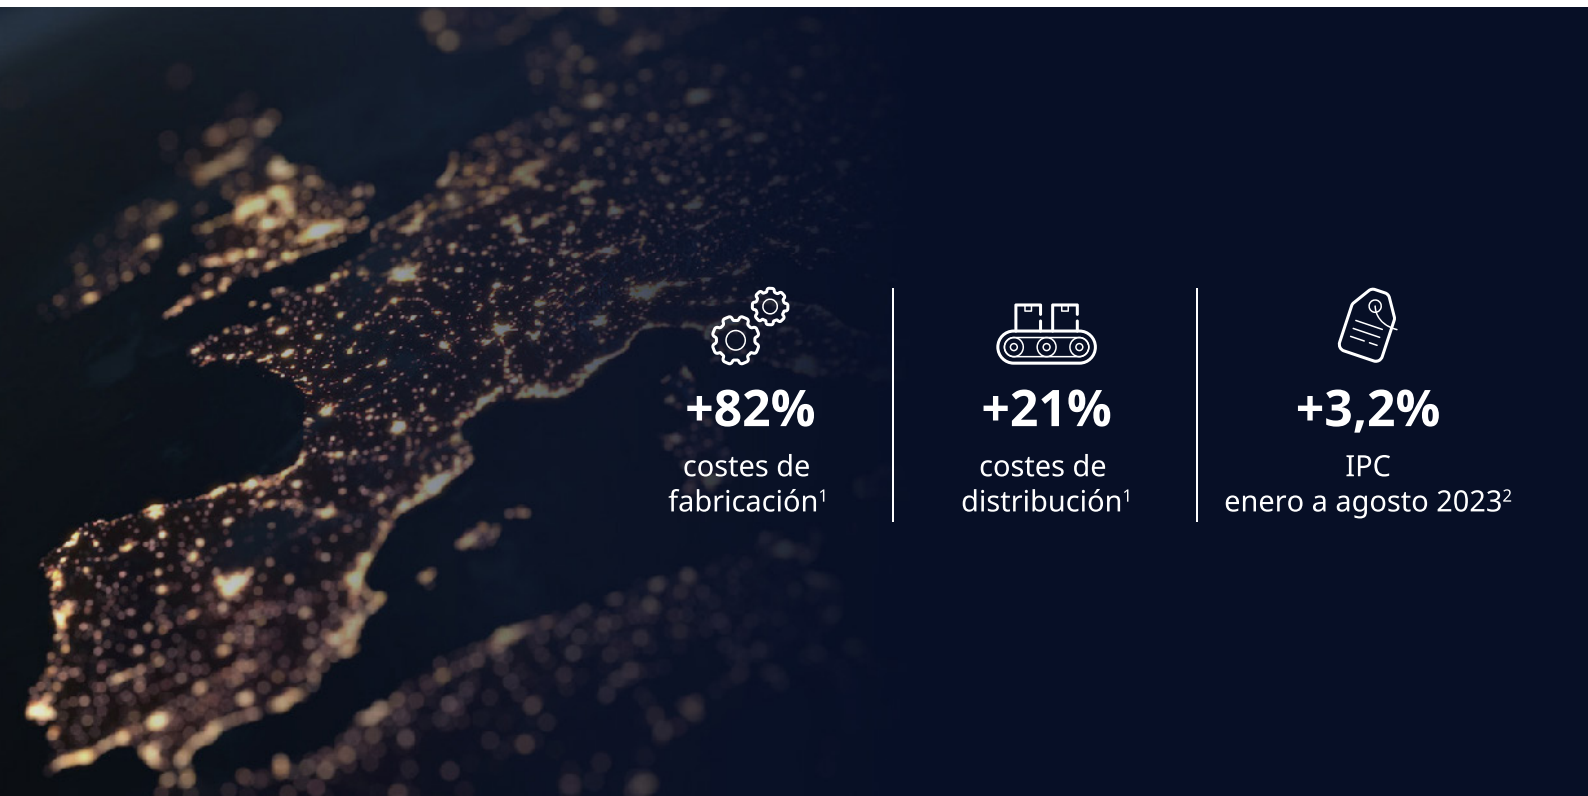 +82%
costes de
fabricación¹
+21%
costes de
distribución¹
+3,2%
IPC
enero a agosto 2023²